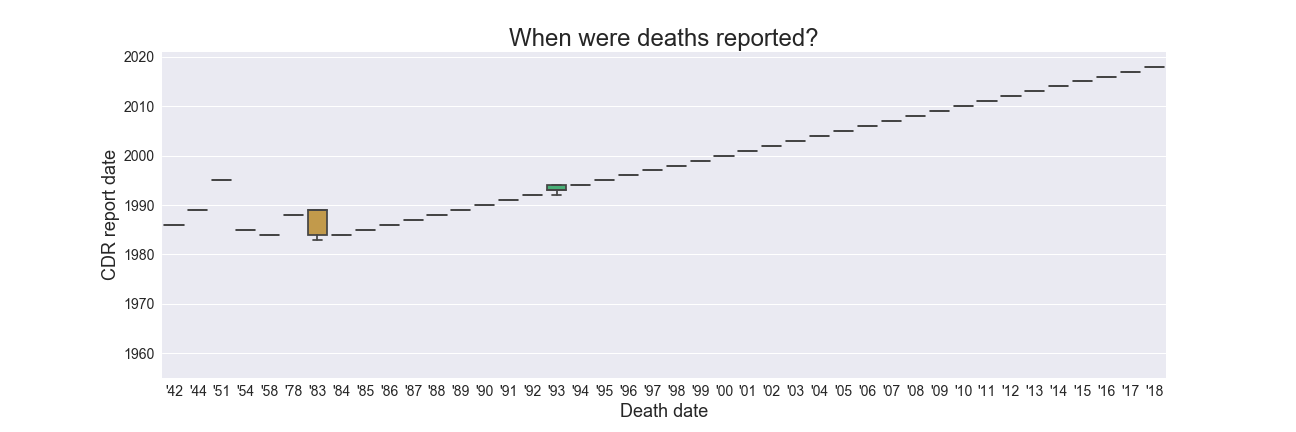 When were deaths reported?
2020
2010
2000
1990
1980
1970
1960
CDR report date
'42 '44 '51 '54 '58 '78 '83 '84 '85 '86 '87 '88 '89 '90 '91 '92 '93 '94 '95 '96 '97 '98 '99 '00 '01 '02 '03 '04 '05 '06 '07 '08 '09 '10 '11 '12 '13 '14 '15 '16 '17 '18
Death date